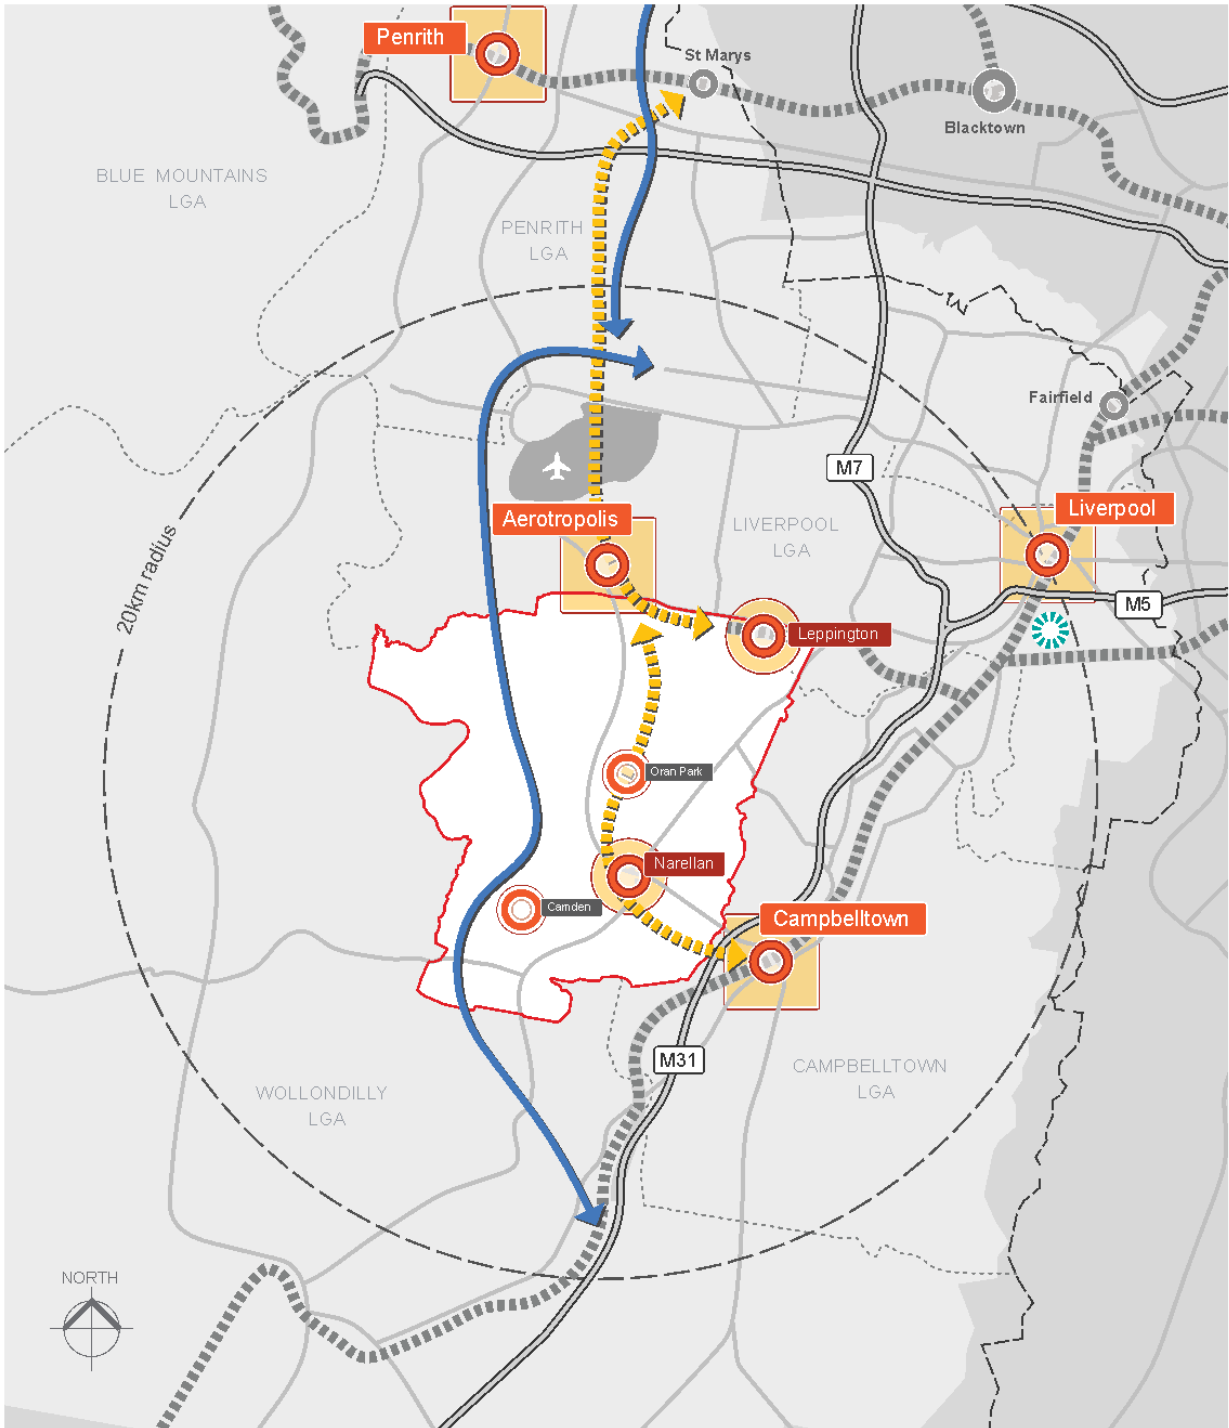 Penrith
St Marys
Blacktown
BLUE MOUNTAINS
LGA
PENRITH
LGA
Fairfield
M7
Liverpool
Aerotropolis
LIVERPOOL
LGA
20km radius
M5
Leppington
Oran Park
Narellan
Camden
Campbelltown
M31
CAMPBELLTOWN
LGA
WOLLONDILLY
LGA
NORTH